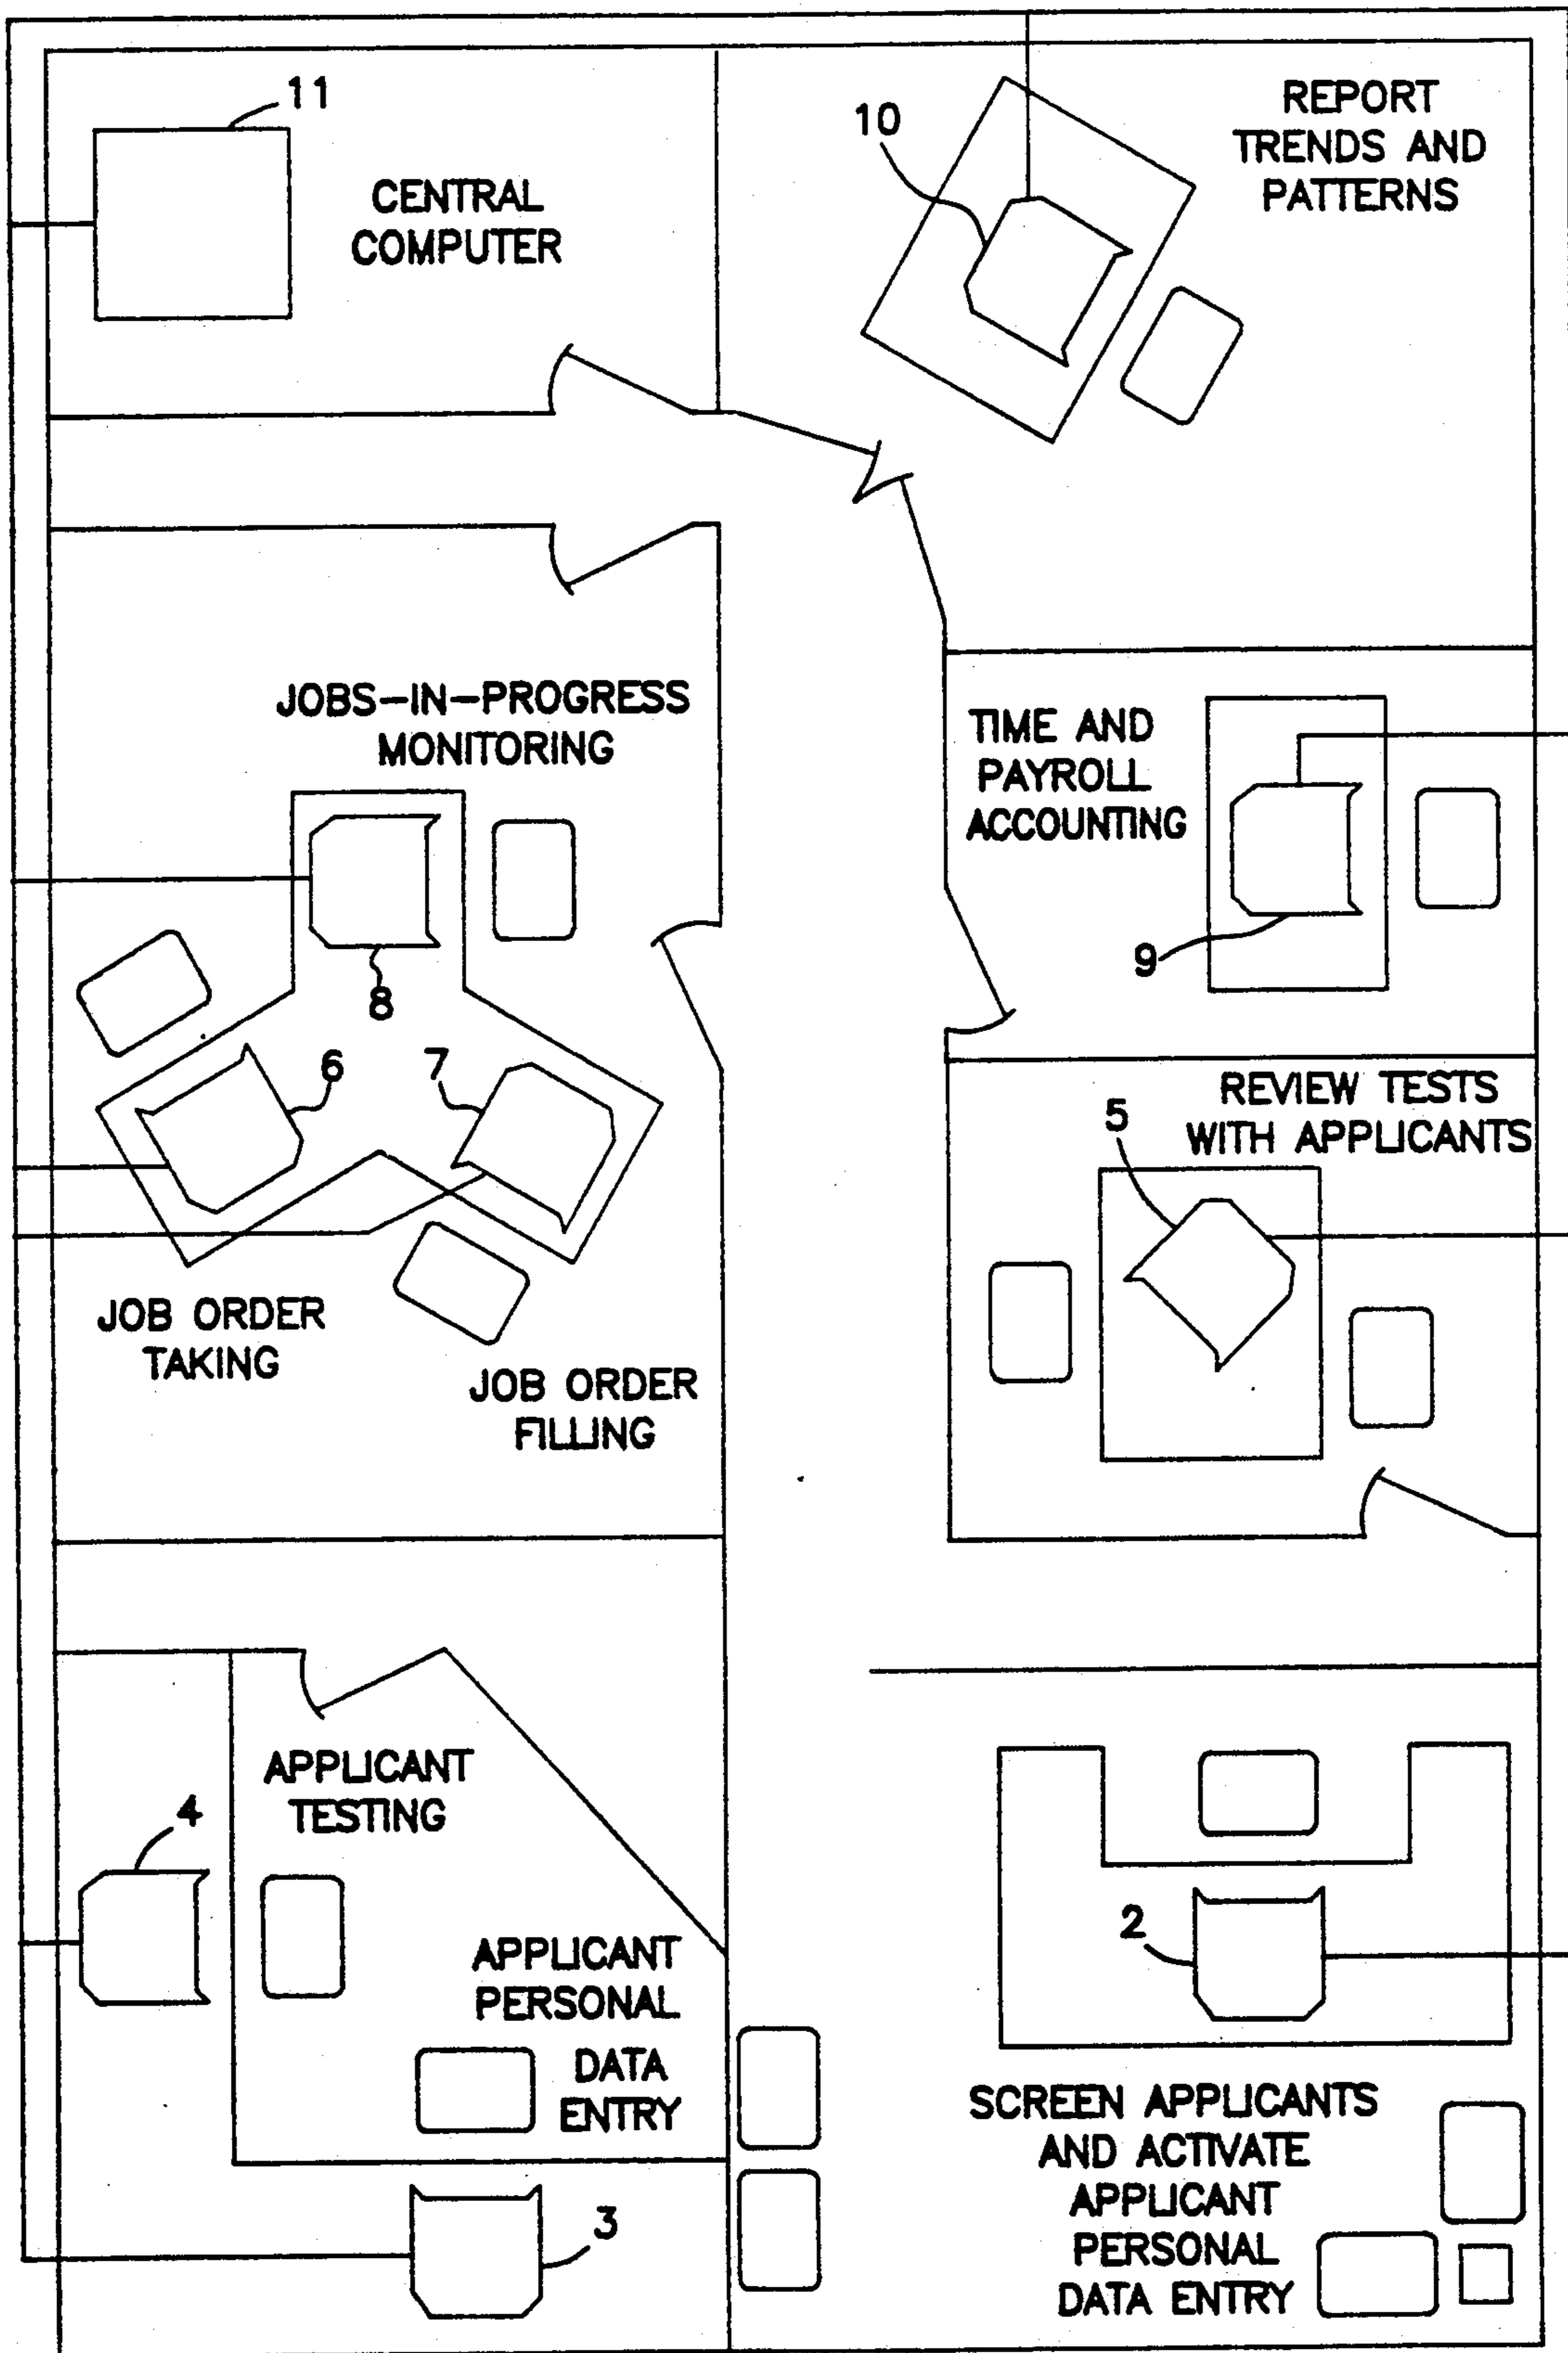 11
CENTRAL
COMPUTER
10
REPORT
TRENDS AND
PATTERNS
JOBS-IN-PROGRESS
MONITORING
8
6
7
JOB ORDER
TAKING
JOB ORDER
FILLING
TIME AND
PAYROLL
ACCOUNTING
9
REVIEW TESTS
WITH APPLICANTS
5
APPLICANT
TESTING
4
APPLICANT
PERSONAL
DATA
ENTRY
3
2
SCREEN APPLICANTS
AND ACTIVATE
APPLICANT
PERSONAL
DATA ENTRY